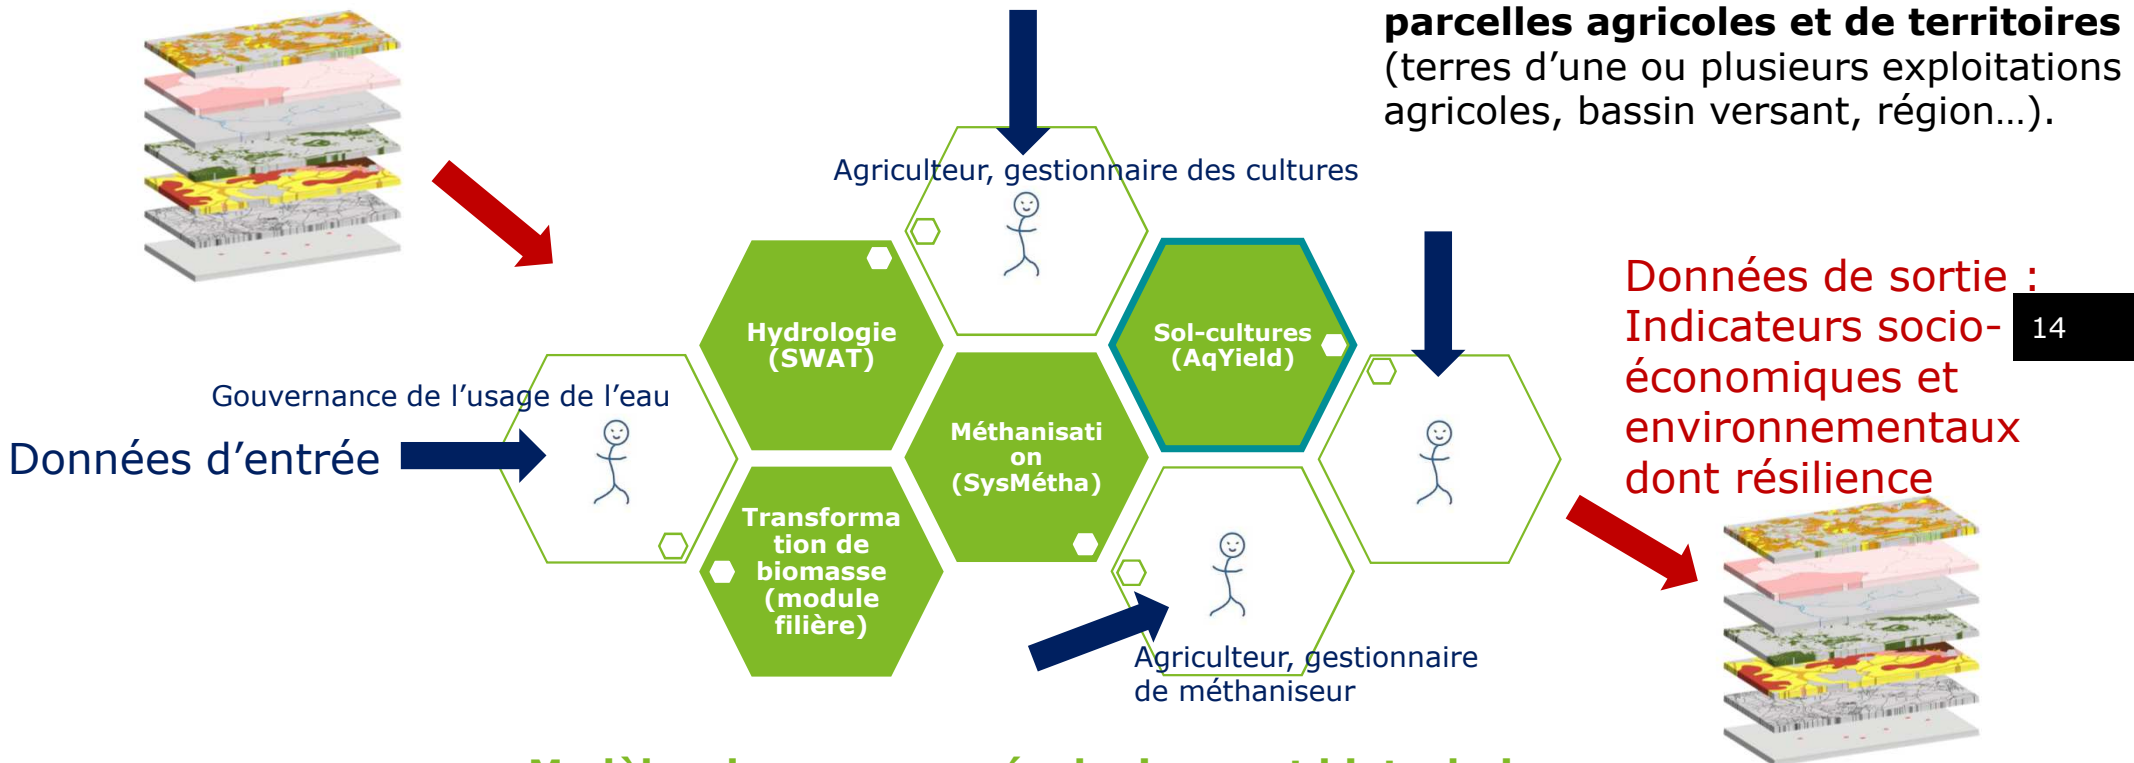 parcelles agricoles et de territoires
(terres d’une ou plusieurs exploitations
agricoles, bassin versant, région…).
Agriculteur, gestionnaire des cultures
Données de sortie :
Indicateurs socio-
économiques et
environnementaux
dont résilience
14
Hydrologie
(SWAT)
Sol-cultures
(AqYield)
Gouvernance de l’usage de l’eau
Données d’entrée
Méthanisati
on
(SysMétha)
Transforma
tion de
biomasse
(module
filière)
Agriculteur, gestionnaire
de méthaniseur